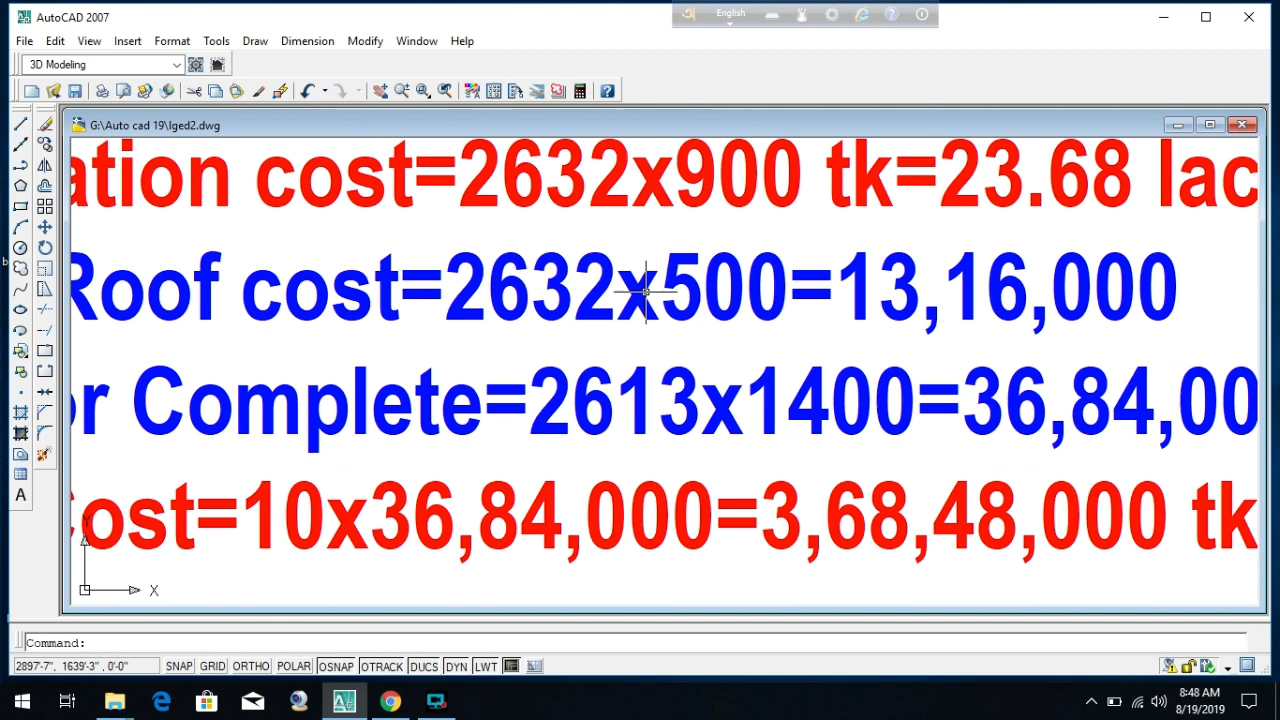 AutoCAD 2007
English
File Edit View Insert Format Tools Draw Dimension Modify Window Help
3D Modeling
G:\Auto cad 19\lged2.dwg
ation cost=2632x900 tk=23.68 lac
Roof cost=2632x500=13,16,000
or Complete=2613x1400=36,84,00
Cost=10x36,84,000=3,68,48,000 tk
Y
X
Command:
2897'-7", 1639'-3" , 0'-0" SNAP GRID ORTHO POLAR OSNAP OTRACK DUCS DYN LWT
8:48 AM
8/19/2019